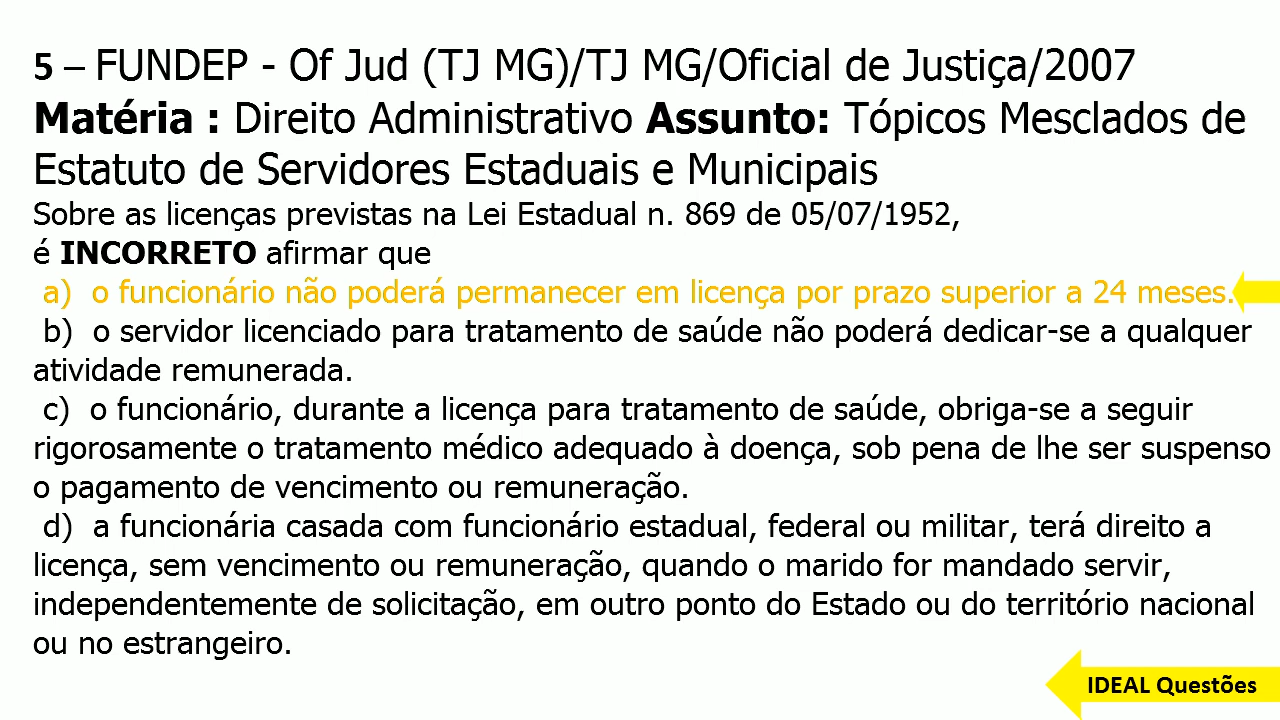 5 – FUNDEP - Of Jud (TJ MG)/TJ MG/Oficial de Justiça/2007
Matéria : Direito Administrativo Assunto: Tópicos Mesclados de
Estatuto de Servidores Estaduais e Municipais
Sobre as licenças previstas na Lei Estadual n. 869 de 05/07/1952,
é INCORRETO afirmar que
a) o funcionário não poderá permanecer em licença por prazo superior a 24 meses.
b) o servidor licenciado para tratamento de saúde não poderá dedicar-se a qualquer
atividade remunerada.
c) o funcionário, durante a licença para tratamento de saúde, obriga-se a seguir
rigorosamente o tratamento médico adequado à doença, sob pena de lhe ser suspenso
o pagamento de vencimento ou remuneração.
d) a funcionária casada com funcionário estadual, federal ou militar, terá direito a
licença, sem vencimento ou remuneração, quando o marido for mandado servir,
independentemente de solicitação, em outro ponto do Estado ou do território nacional
ou no estrangeiro.
IDEAL Questões